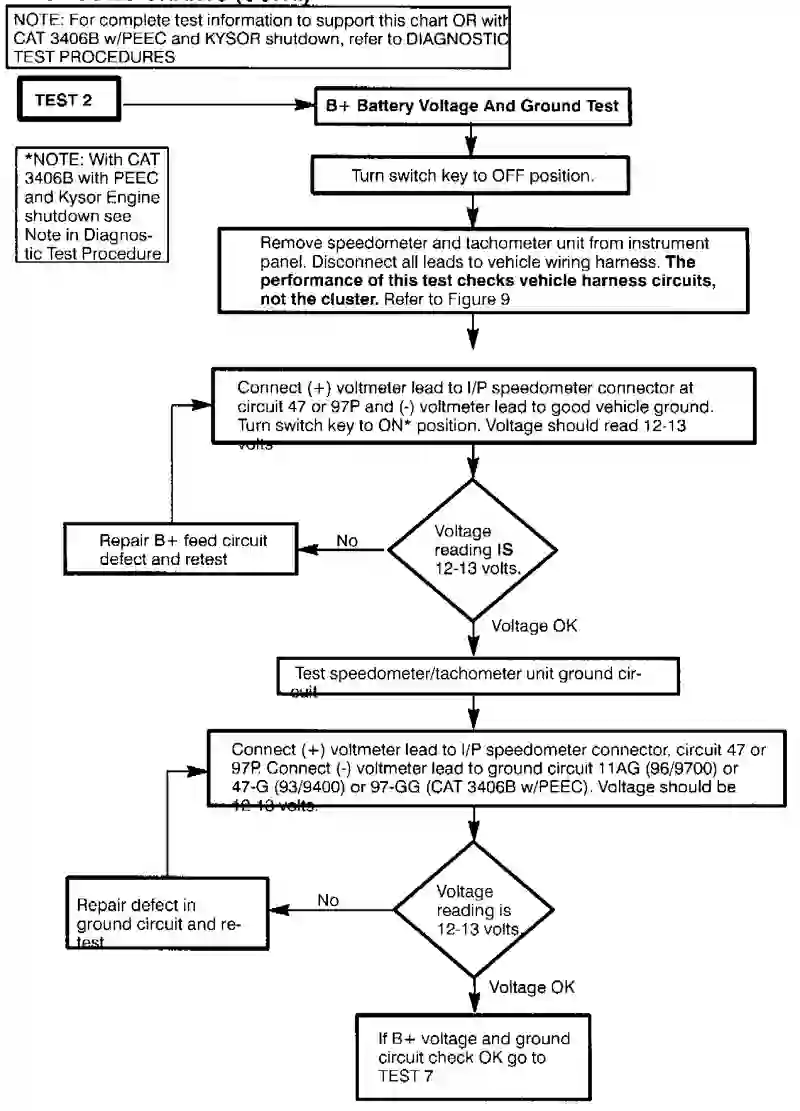 NOTE: For complete test information to support this chart OR with
CAT 3406B w/PEEC and KYSOR shutdown, refer to DIAGNOSTIC
TEST PROCEDURES
TEST 2
B+ Battery Voltage And Ground Test
*NOTE: With CAT
3406B with PEEC
and Kysor Engine
shutdown see
Note in Diagnos-
tic Test Procedure
Turn switch key to OFF position.
Remove speedometer and tachometer unit from instrument
panel. Disconnect all leads to vehicle wiring harness. The
performance of this test checks vehicle harness circuits,
not the cluster. Refer to Figure 9
Connect (+) voltmeter lead to I/P speedometer connector at
circuit 47 or 97P and (-) voltmeter lead to good vehicle ground.
Turn switch key to ON* position. Voltage should read 12-13
volts
Voltage
reading IS
12-13 volts.
No
Repair B+ feed circuit
defect and retest
Voltage OK
Test speedometer/tachometer unit ground cir-
cuit
Connect (+) voltmeter lead to I/P speedometer connector, circuit 47 or
97P. Connect (-) voltmeter lead to ground circuit 11AG (96/9700) or
47-G (93/9400) or 97-GG (CAT 3406B w/PEEC). Voltage should be
12-13 volts.
Voltage
reading is
12-13 volts.
No
Repair defect in
ground circuit and re-
test
Voltage OK
If B+ voltage and ground
circuit check OK go to
TEST 7